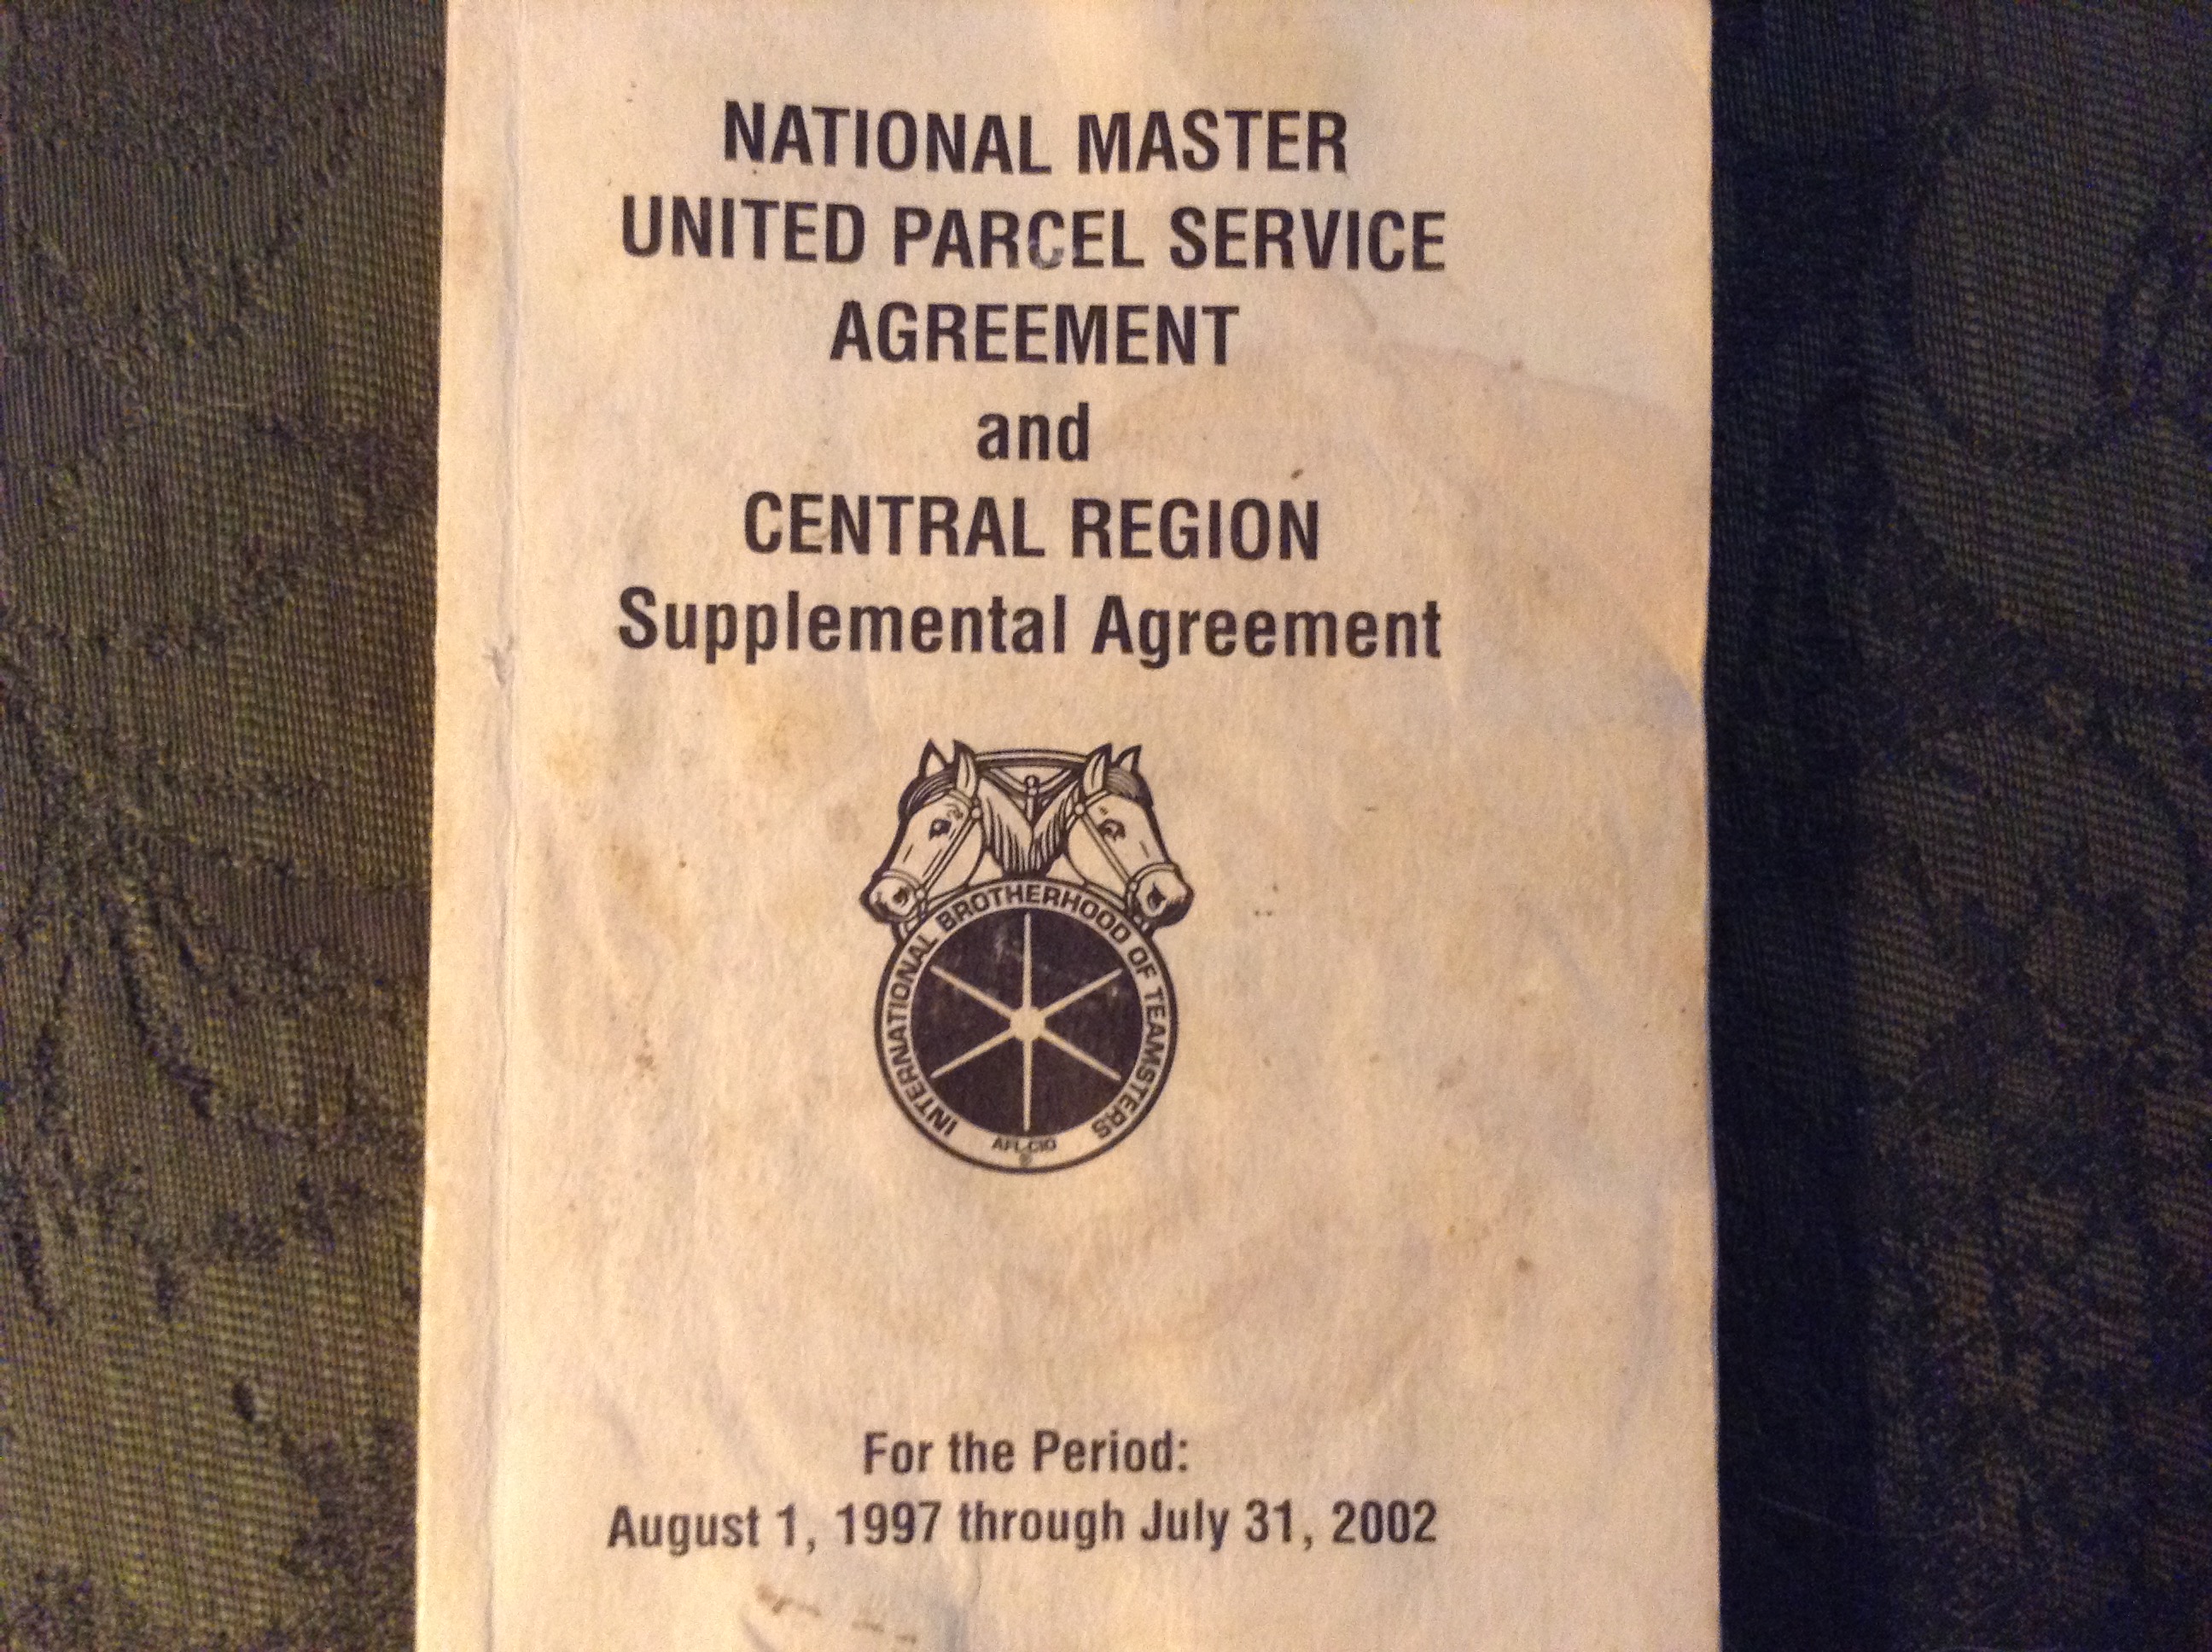 NATIONAL MASTER
UNITED PARCEL SERVICE
AGREEMENT
and
CENTRAL REGION
Supplemental Agreement
INTERNATIONAL BROTHERHOOD OF TEAMSTERS
AFL-CIO
®
For the Period:
August 1, 1997 through July 31, 2002